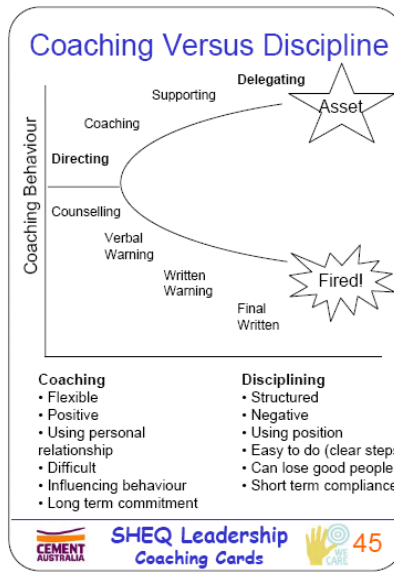 Coaching Versus Discipline
Delegating
Supporting
Asset
Coaching
Directing
Coaching Behaviour
Counselling
Verbal
Warning
Written
Warning
Fired!
Final
Written
Coaching
• Flexible
• Positive
• Using personal
relationship
• Difficult
• Influencing behaviour
• Long term commitment
Disciplining
• Structured
• Negative
• Using position
• Easy to do (clear steps
• Can lose good people
• Short term compliance
CEMENT
AUSTRALIA
SHEQ Leadership
Coaching Cards
WE
CARE
45